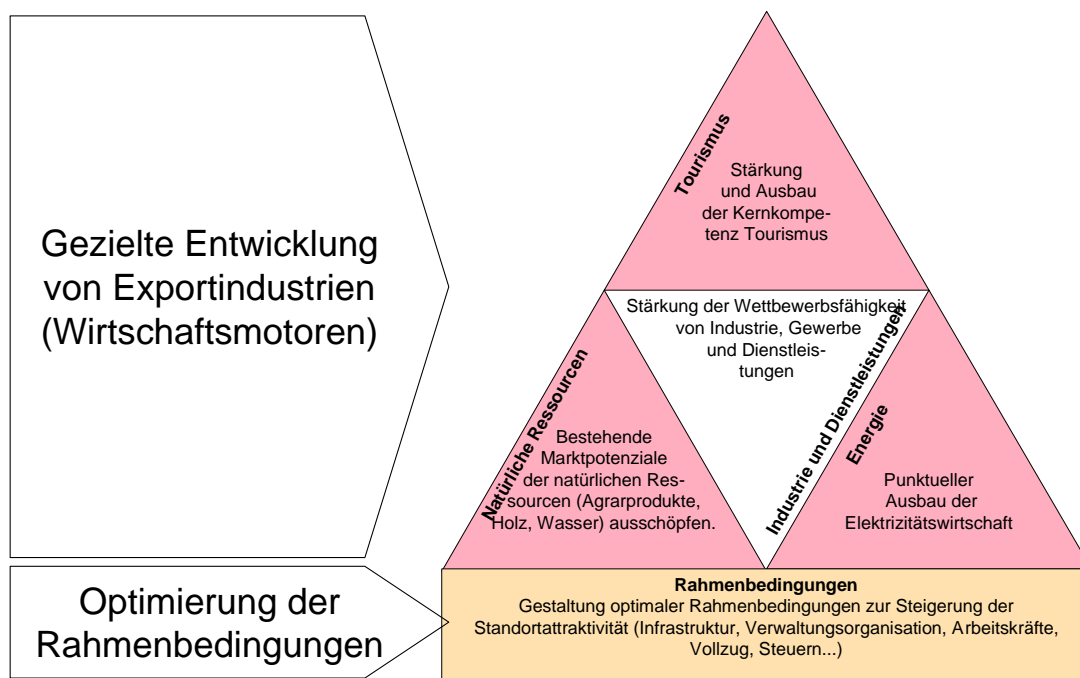 Gezielte Entwicklung
von Exportindustrien
(Wirtschaftsmotoren)
Tourismus
Stärkung
und Ausbau
der Kernkompe-
tenz Tourismus
Stärkung der Wettbewerbsfähigkeit
von Industrie, Gewerbe
und Dienstleis-
tungen
Natürliche Ressourcen
Bestehende
Marktpotenziale
der natürlichen Res-
sourcen (Agrarprodukte,
Holz, Wasser) ausschöpfen.
Industrie und Dienstleistungen
Energie
Punktueller
Ausbau der
Elektrizitätswirtschaft
Optimierung der
Rahmenbedingungen
Rahmenbedingungen
Gestaltung optimaler Rahmenbedingungen zur Steigerung der
Standortattraktivität (Infrastruktur, Verwaltungsorganisation, Arbeitskräfte,
Vollzug, Steuern...)